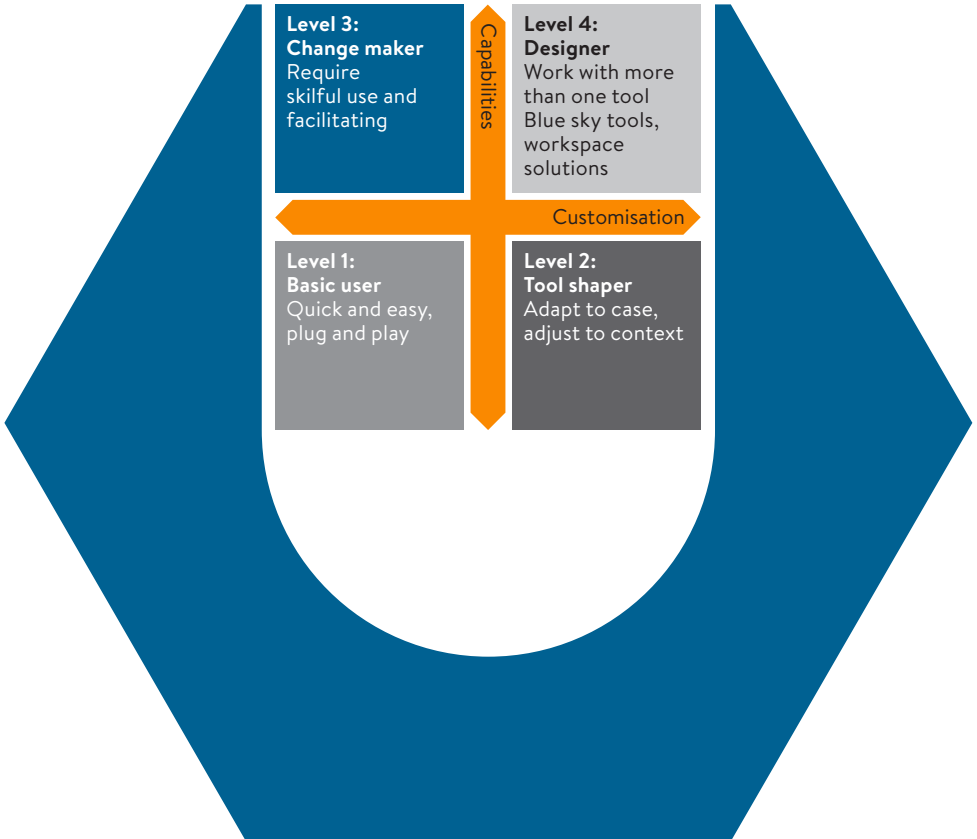 Level 3:
Change maker
Require
skilful use and
facilitating
Capabilities
Level 4:
Designer
Work with more
than one tool
Blue sky tools,
workspace
solutions
Customisation
Level 1:
Basic user
Quick and easy,
plug and play
Level 2:
Tool shaper
Adapt to case,
adjust to context